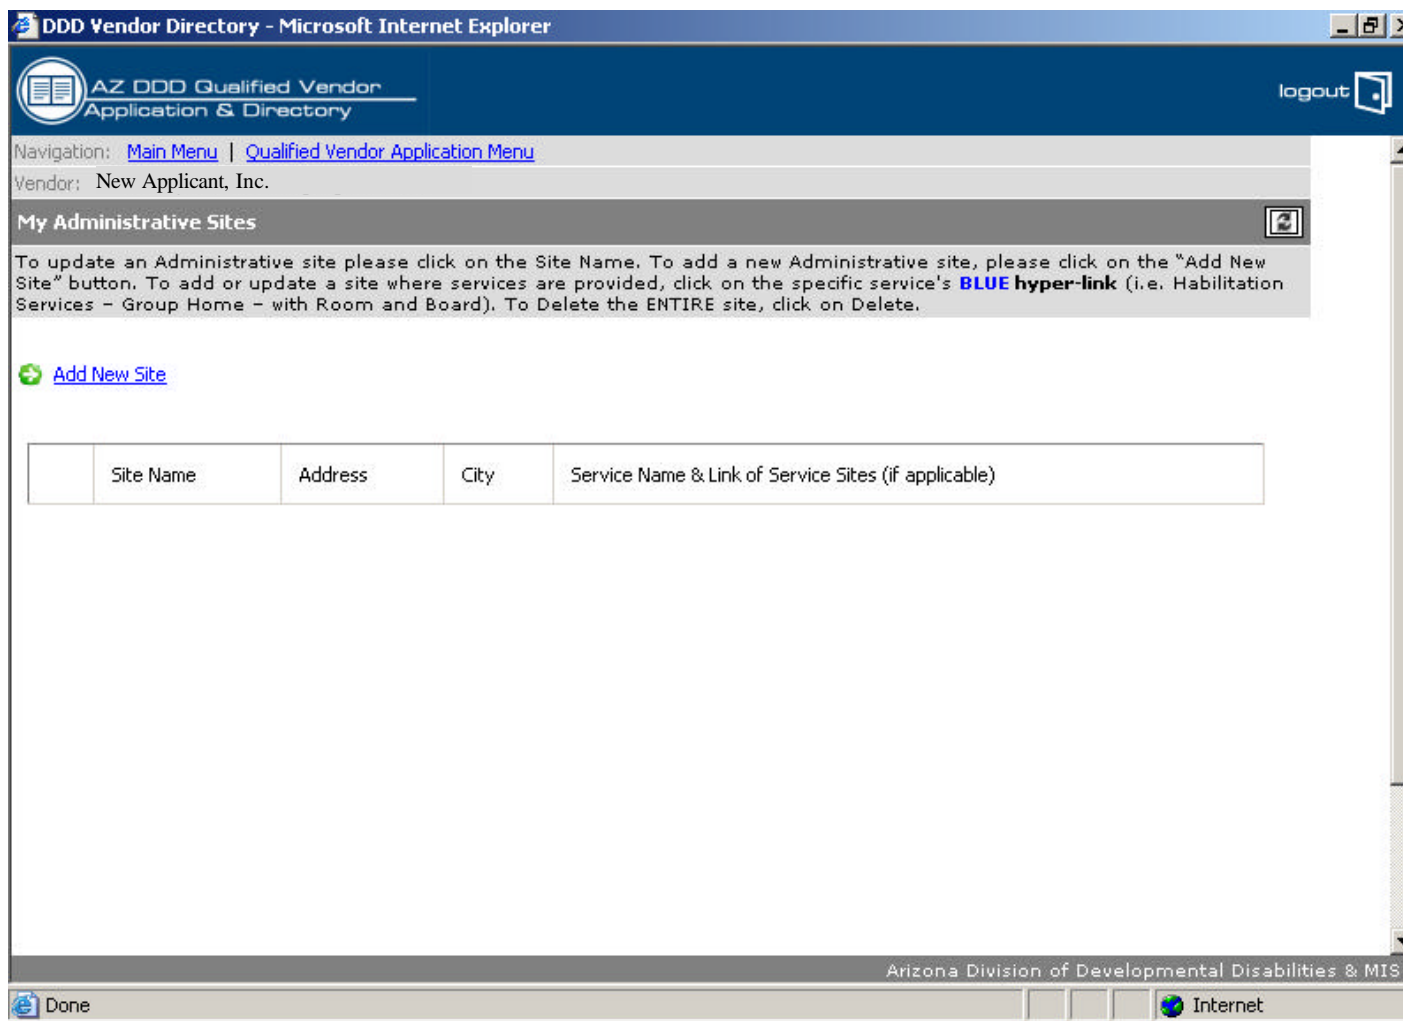 DDD Vendor Directory - Microsoft Internet Explorer
AZ DDD Qualified Vendor
Application & Directory
logout
Navigation: Main Menu | Qualified Vendor Application Menu
Vendor: New Applicant, Inc.
My Administrative Sites
To update an Administrative site please click on the Site Name. To add a new Administrative site, please click on the “Add New
Site” button. To add or update a site where services are provided, click on the specific service's BLUE hyper-link (i.e. Habilitation
Services – Group Home – with Room and Board). To Delete the ENTIRE site, click on Delete.
Add New Site
Site Name Address City Service Name & Link of Service Sites (if applicable)
Arizona Division of Developmental Disabilities & MIS
Done Internet